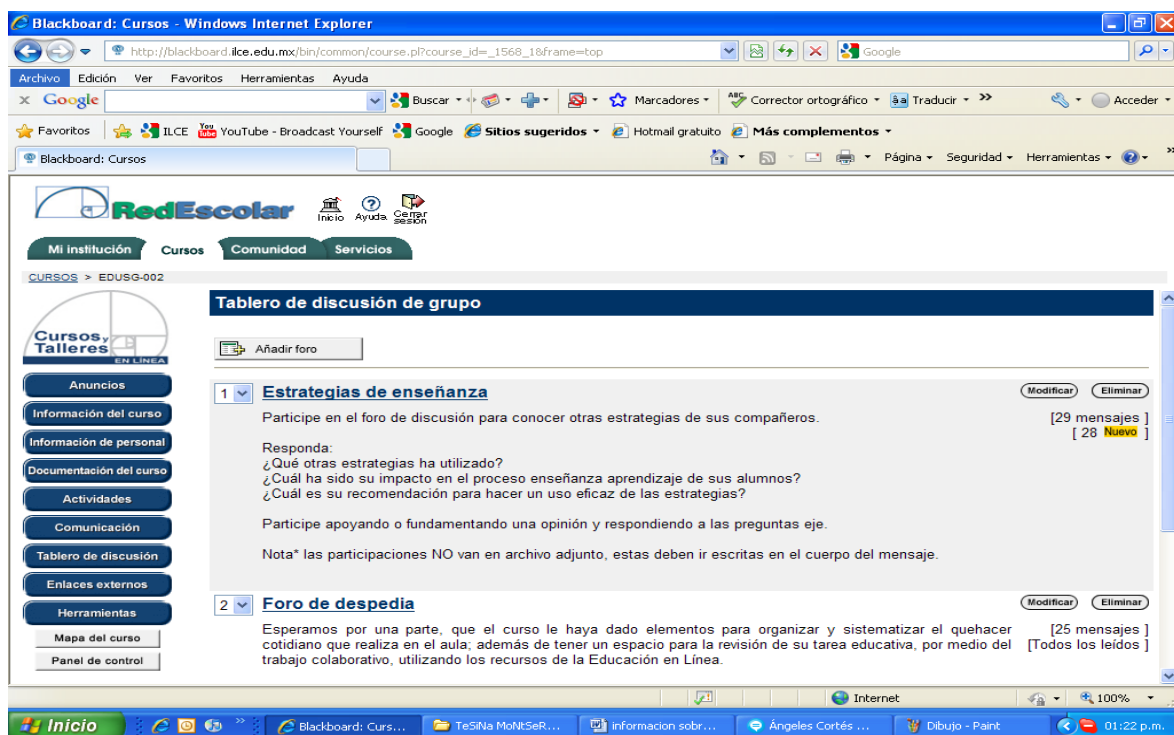 Blackboard: Cursos - Windows Internet Explorer
http://blackboard.ilce.edu.mx/bin/common/course.pl?course_id=_1568_1&frame=top
Google
Archivo Edición Ver Favoritos Herramientas Ayuda
x Google Buscar Marcadores ABC Corrector ortográfico Traducir >> Acceder
Favoritos ILCE You Tube YouTube - Broadcast Yourself Google Sitios sugeridos Hotmail gratuito Más complementos
Blackboard: Cursos Página Seguridad Herramientas >>
RedEscolar Inicio Ayuda Cerrar sesión
Mi institución Cursos Comunidad Servicios
CURSOS > EDUSG-002
Cursos y Talleres
EN LÍNEA
Anuncios
Información del curso
Información de personal
Documentación del curso
Actividades
Comunicación
Tablero de discusión
Enlaces externos
Herramientas
Mapa del curso
Panel de control
Tablero de discusión de grupo
Añadir foro
1 Estrategias de enseñanza Modificar Eliminar
Participe en el foro de discusión para conocer otras estrategias de sus compañeros. [29 mensajes ]
[ 28 Nuevo ]
Responda:
¿Qué otras estrategias ha utilizado?
¿Cuál ha sido su impacto en el proceso enseñanza aprendizaje de sus alumnos?
¿Cuál es su recomendación para hacer un uso eficaz de las estrategias?
Participe apoyando o fundamentando una opinión y respondiendo a las preguntas eje.
Nota* las participaciones NO van en archivo adjunto, estas deben ir escritas en el cuerpo del mensaje.
2 Foro de despedia Modificar Eliminar
Esperamos por una parte, que el curso le haya dado elementos para organizar y sistematizar el quehacer [25 mensajes ]
cotidiano que realiza en el aula; además de tener un espacio para la revisión de su tarea educativa, por medio del [Todos los leídos ]
trabajo colaborativo, utilizando los recursos de la Educación en Línea.
Internet 100%
Inicio >> Blackboard: Curs... TeSiNa MoNtSeR... informacion sobr... Ángeles Cortés ... Dibujo - Paint 01:22 p.m.